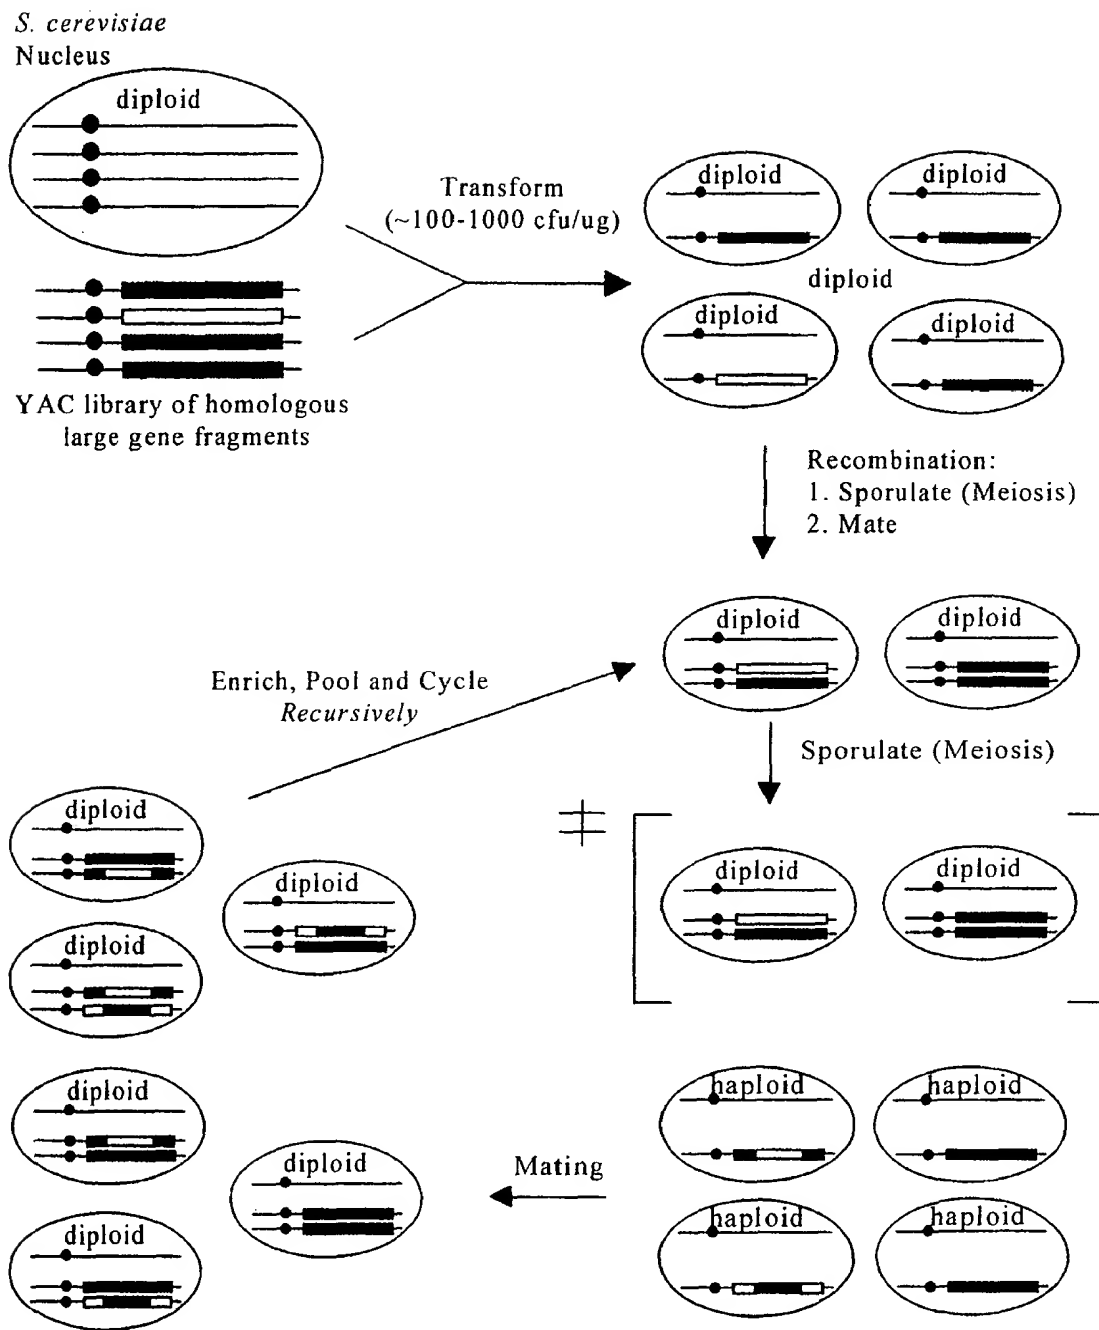 S. cerevisiae
Nucleus
diploid
YAC library of homologous
large gene fragments
Transform
(~100-1000 cfu/ug)
diploid
diploid
diploid
diploid
diploid
Recombination:
1. Sporulate (Meiosis)
2. Mate
diploid
diploid
Enrich, Pool and Cycle
Recursively
Sporulate (Meiosis)
‡
diploid
diploid
haploid
haploid
haploid
haploid
Mating
diploid
diploid
diploid
diploid
diploid
diploid